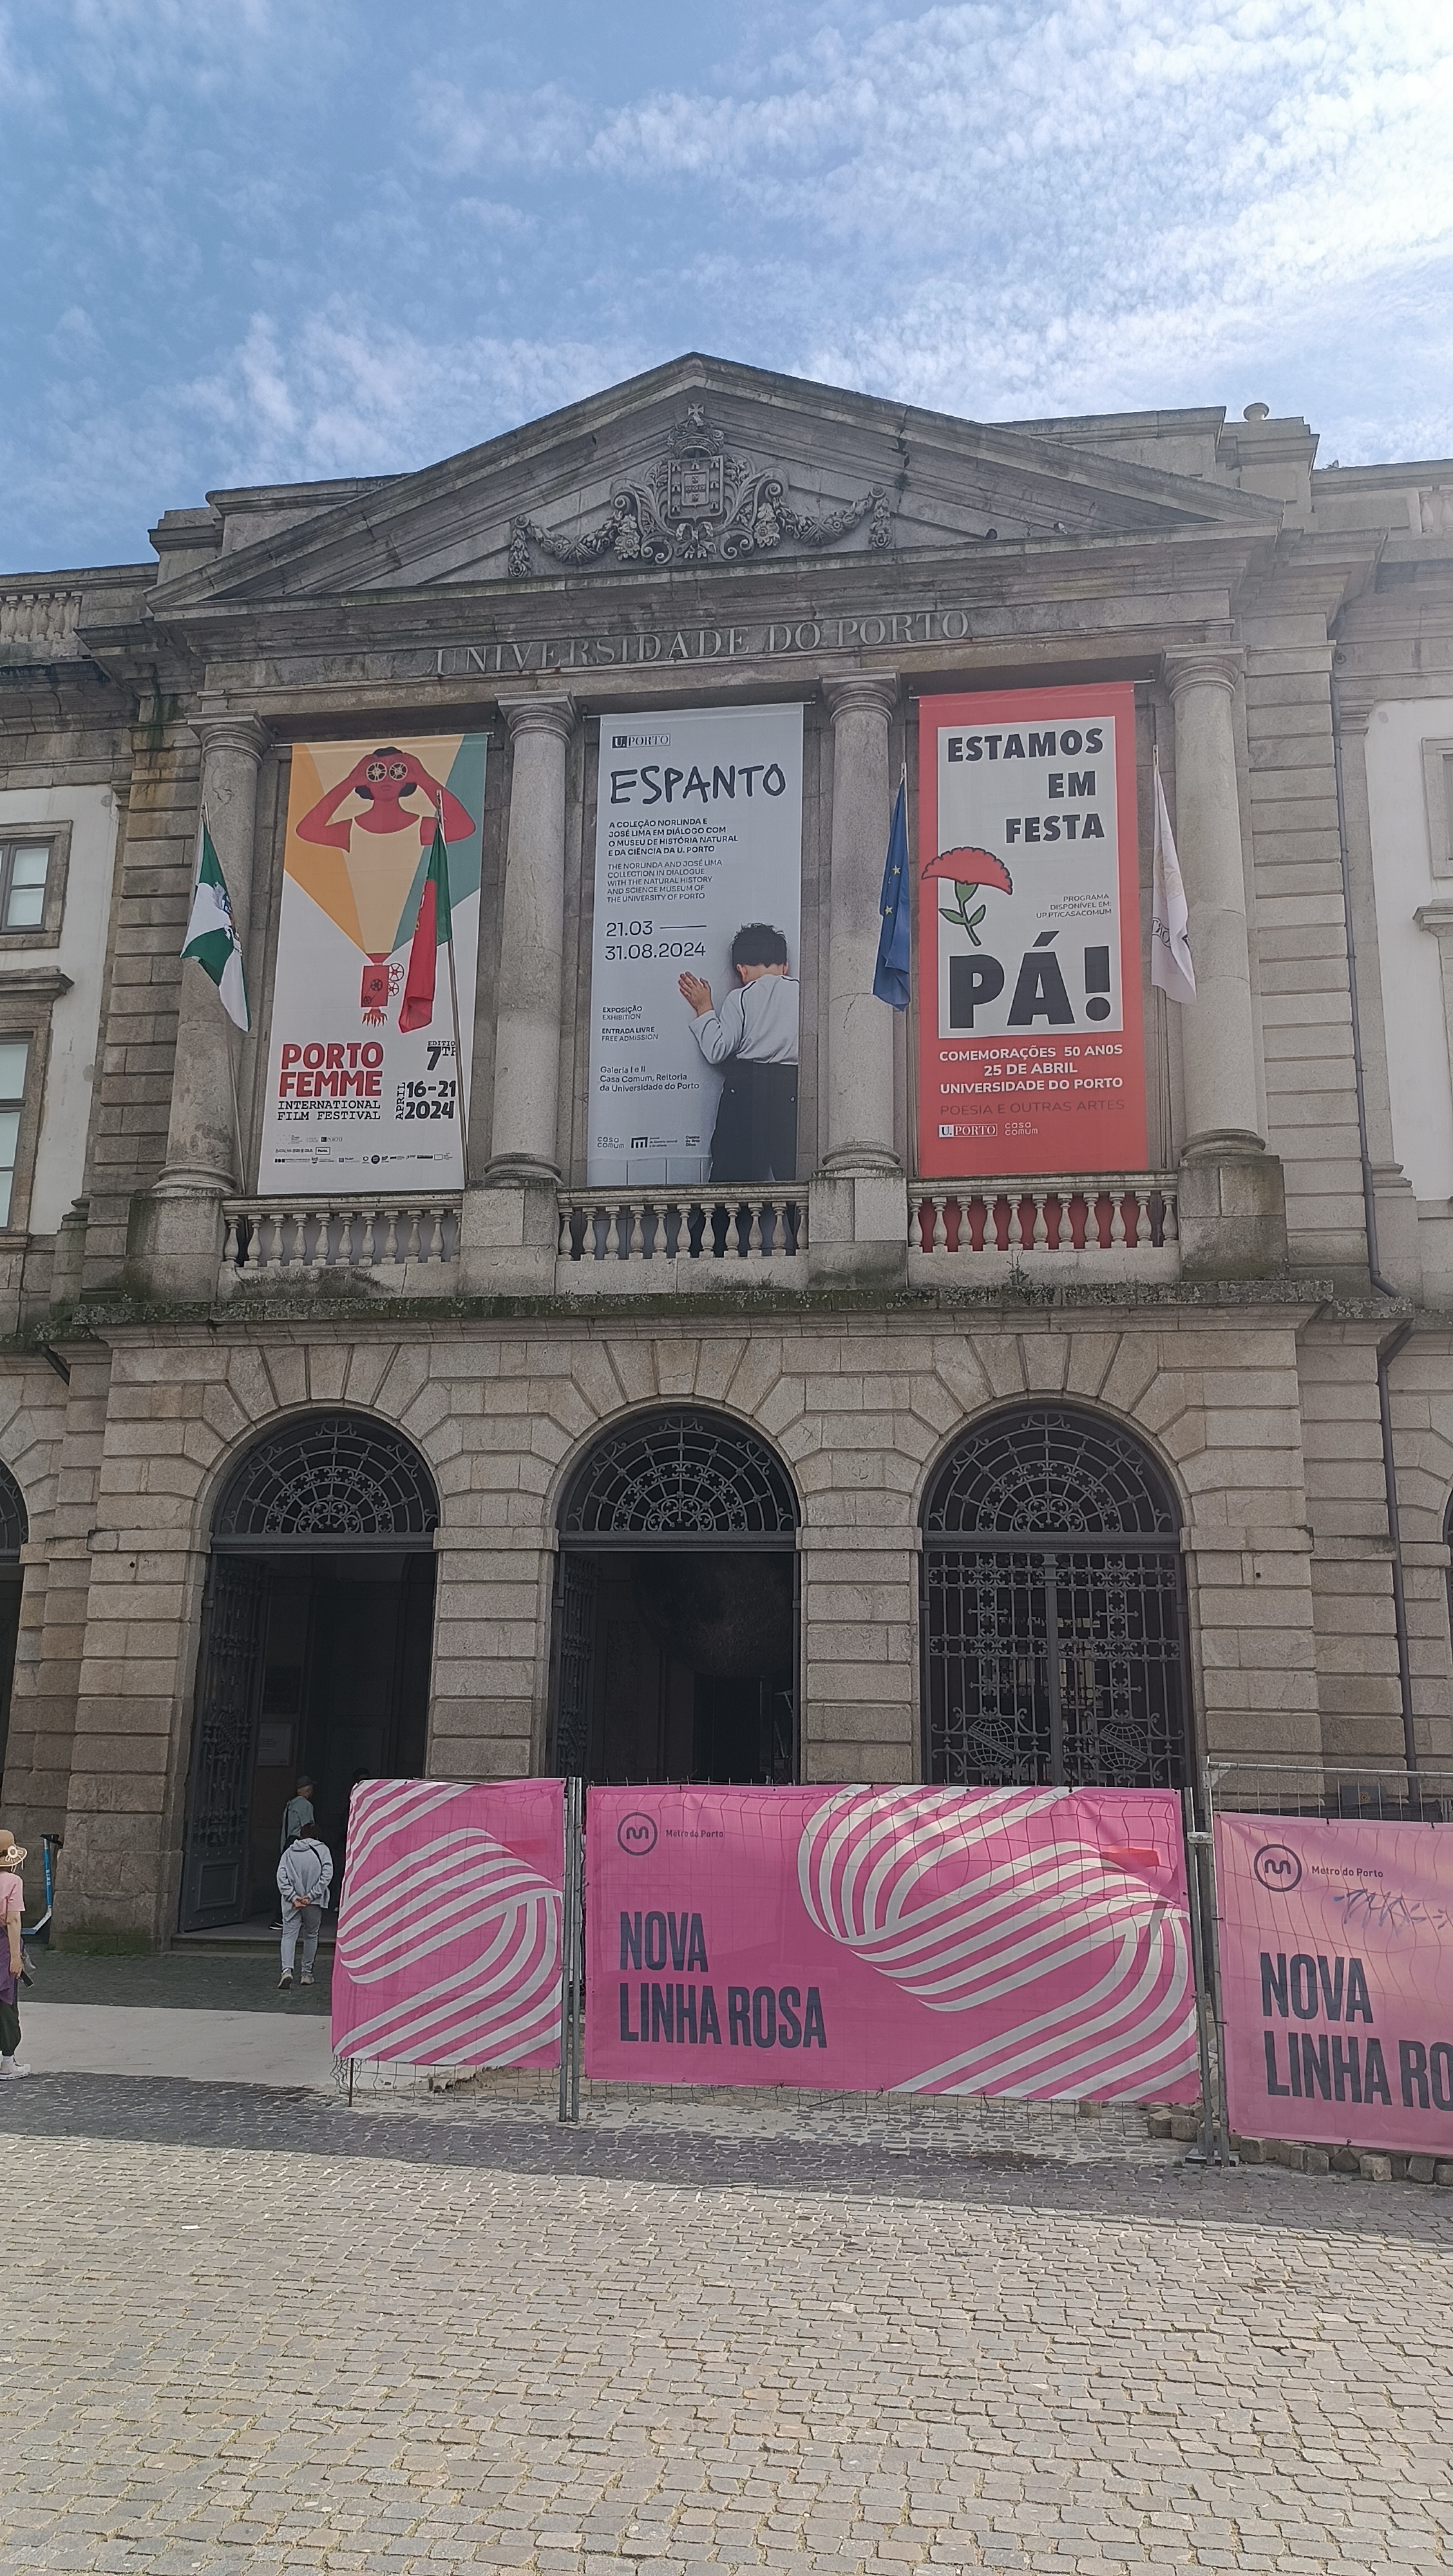 UNIVERSIDADE DO PORTO
PORTO
FEMME
INTERNATIONAL
FILM FESTIVAL
7TH
APRIL
16-21
2024
U.PORTO
ESPANTO
A COLEÇÃO NORLINDA E
JOSÉ LIMA EM DIÁLOGO COM
O MUSEU DE HISTÓRIA NATURAL
E DA CIÊNCIA DA U. PORTO
THE NORLINDA AND JOSÉ LIMA
COLLECTION IN DIALOGUE
WITH THE NATURAL HISTORY
AND SCIENCE MUSEUM OF
THE UNIVERSITY OF PORTO
21.03
31.08.2024
EXPOSIÇÃO
EXHIBITION
ENTRADA LIVRE
FREE ADMISSION
Galeria I e II
Casa Comum, Reitoria
da Universidade do Porto
casa
comum
ESTAMOS
EM
FESTA
PROGRAMA
DISPONÍVEL EM:
UP.PT/CASACOMUM
PÁ!
COMEMORAÇÕES 50 ANOS
25 DE ABRIL
UNIVERSIDADE DO PORTO
POESIA E OUTRAS ARTES
U.PORTO
casa
comum
Metro do Porto
NOVA
LINHA ROSA
Metro do Porto
NOVA
LINHA RO